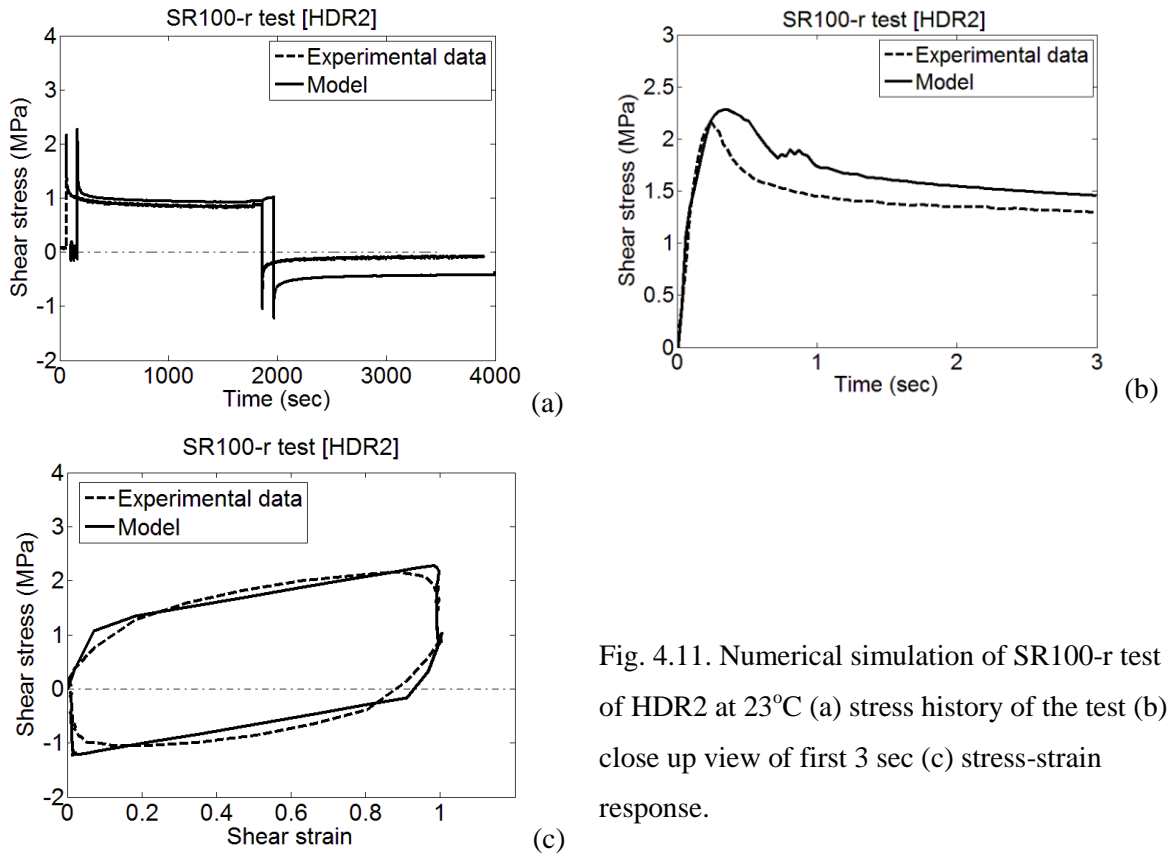 SR100-r test [HDR2]
4
3
2
1
0
-1
-2
Shear stress (MPa)
Experimental data
Model
0 1000 2000 3000 4000
Time (sec)
(a)
SR100-r test [HDR2]
3
2.5
2
1.5
1
0.5
0
Shear stress (MPa)
Experimental data
Model
0 1 2 3
Time (sec)
(b)
SR100-r test [HDR2]
4
3
2
1
0
-1
-2
Shear stress (MPa)
Experimental data
Model
0 0.2 0.4 0.6 0.8 1
Shear strain
(c)
Fig. 4.11. Numerical simulation of SR100-r test
of HDR2 at 23°C (a) stress history of the test (b)
close up view of first 3 sec (c) stress-strain
response.